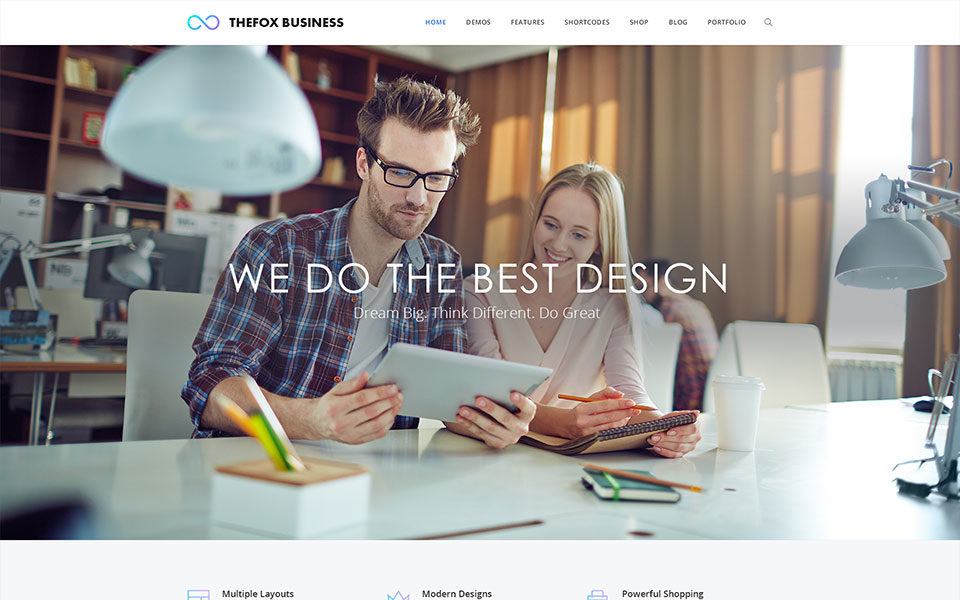 THEFOX BUSINESS
HOME DEMOS FEATURES SHORTCODES SHOP BLOG PORTFOLIO
WE DO THE BEST DESIGN
Dream Big. Think Different. Do Great
Multiple Layouts Modern Designs Powerful Shopping